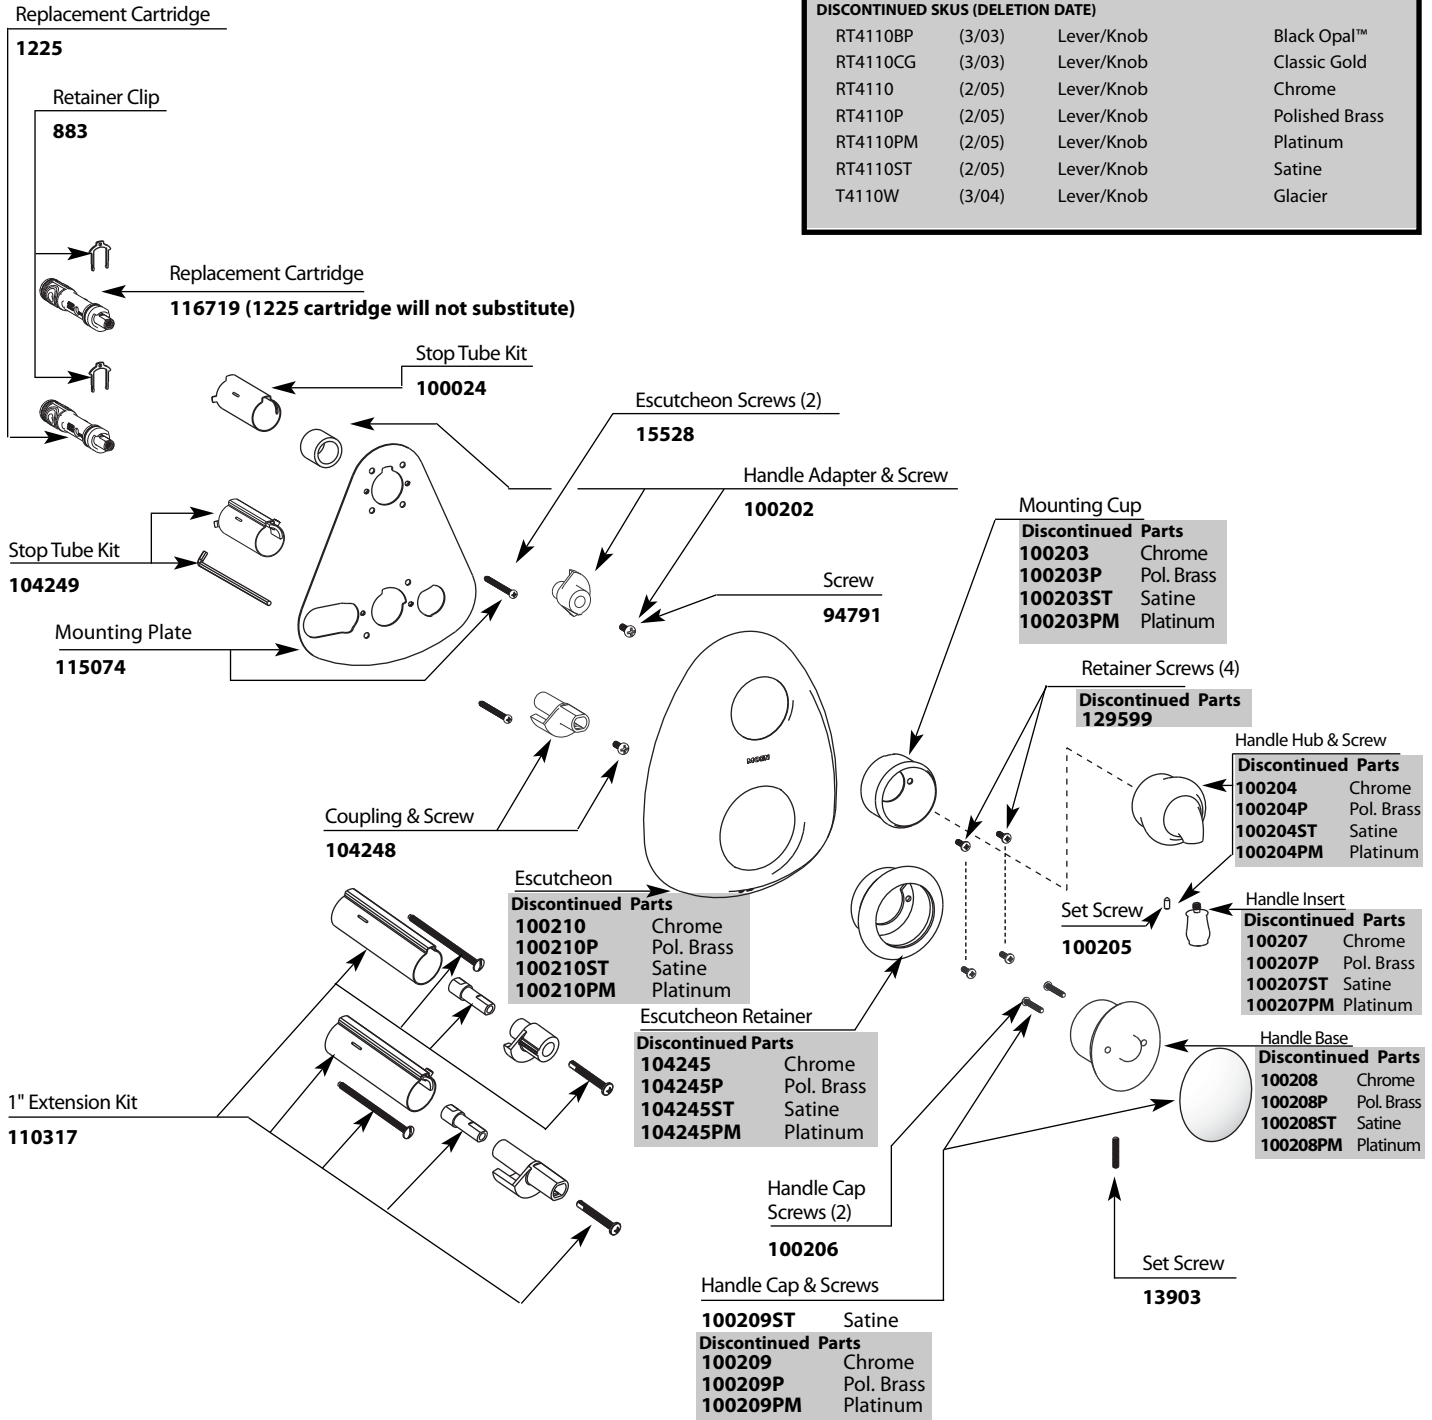 Replacement Cartridge
1225
Retainer Clip
883
DISCONTINUED SKUS (DELETION DATE)
RT4110BP (3/03) Lever/Knob Black Opal™
RT4110CG (3/03) Lever/Knob Classic Gold
RT4110 (2/05) Lever/Knob Chrome
RT4110P (2/05) Lever/Knob Polished Brass
RT4110PM (2/05) Lever/Knob Platinum
RT4110ST (2/05) Lever/Knob Satine
T4110W (3/04) Lever/Knob Glacier
Replacement Cartridge
116719 (1225 cartridge will not substitute)
Stop Tube Kit
100024
Escutcheon Screws (2)
15528
Handle Adapter & Screw
100202
Mounting Cup
Discontinued Parts
100203 Chrome
100203P Pol. Brass
100203ST Satine
100203PM Platinum
Stop Tube Kit
104249
Screw
94791
Mounting Plate
115074
Retainer Screws (4)
Discontinued Parts
129599
Handle Hub & Screw
Discontinued Parts
100204 Chrome
100204P Pol. Brass
100204ST Satine
100204PM Platinum
MOEN
Coupling & Screw
104248
Escutcheon
Discontinued Parts
100210 Chrome
100210P Pol. Brass
100210ST Satine
100210PM Platinum
Set Screw
100205
Handle Insert
Discontinued Parts
100207 Chrome
100207P Pol. Brass
100207ST Satine
100207PM Platinum
Escutcheon Retainer
Discontinued Parts
104245 Chrome
104245P Pol. Brass
104245ST Satine
104245PM Platinum
Handle Base
Discontinued Parts
100208 Chrome
100208P Pol. Brass
100208ST Satine
100208PM Platinum
1" Extension Kit
110317
Handle Cap
Screws (2)
100206
Set Screw
13903
Handle Cap & Screws
100209ST Satine
Discontinued Parts
100209 Chrome
100209P Pol. Brass
100209PM Platinum